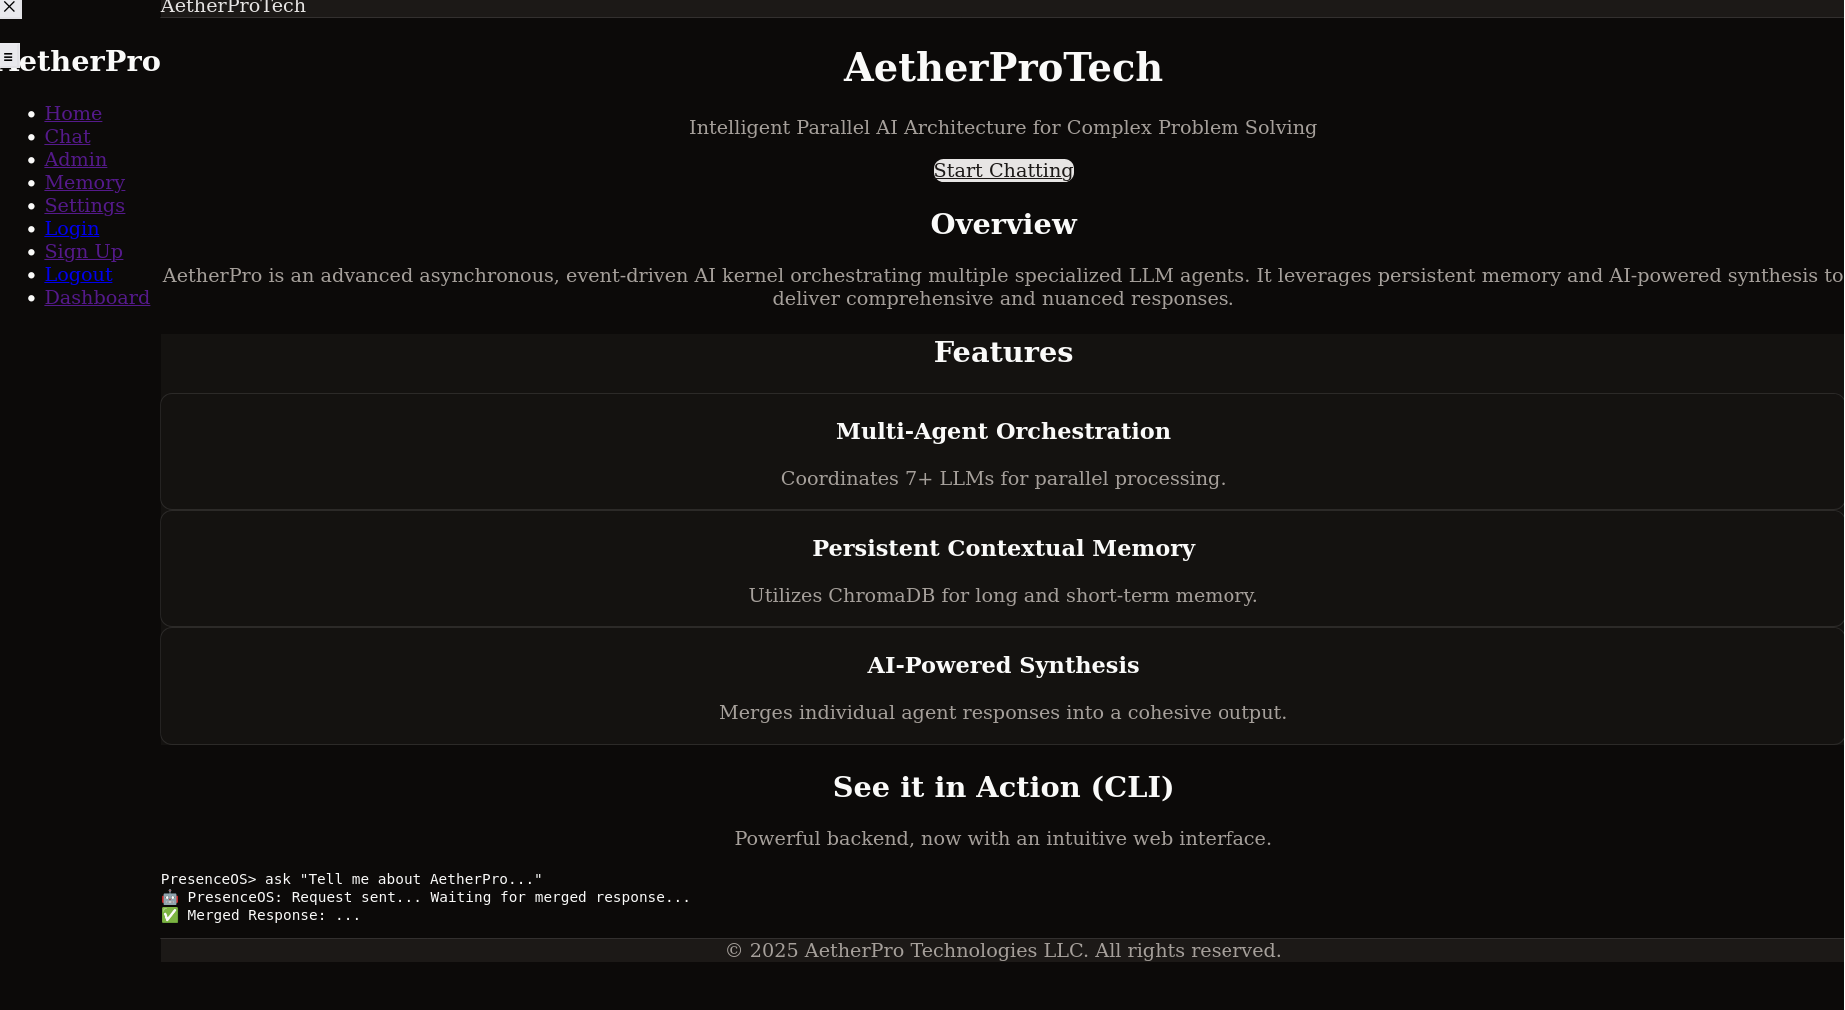 AetherProTech
AetherPro
Home
Chat
Admin
Memory
Settings
Login
Sign Up
Logout
Dashboard
AetherProTech
Intelligent Parallel AI Architecture for Complex Problem Solving
Start Chatting
Overview
AetherPro is an advanced asynchronous, event-driven AI kernel orchestrating multiple specialized LLM agents. It leverages persistent memory and AI-powered synthesis to
deliver comprehensive and nuanced responses.
Features
Multi-Agent Orchestration
Coordinates 7+ LLMs for parallel processing.
Persistent Contextual Memory
Utilizes ChromaDB for long and short-term memory.
AI-Powered Synthesis
Merges individual agent responses into a cohesive output.
See it in Action (CLI)
Powerful backend, now with an intuitive web interface.
PresenceOS> ask "Tell me about AetherPro..."
🤖 PresenceOS: Request sent... Waiting for merged response...
✅ Merged Response: ...
© 2025 AetherPro Technologies LLC. All rights reserved.